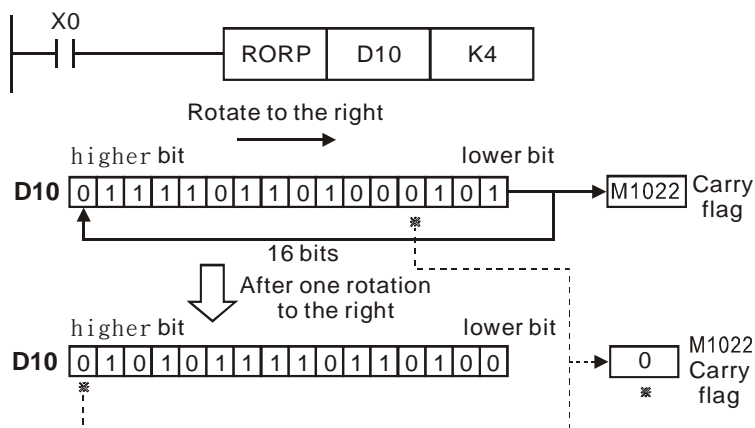 X0
RORP D10 K4
Rotate to the right
higher bit lower bit
D10 0 1 1 1 1 0 1 1 0 1 0 0 0 1 0 1 M1022 Carry flag
※
16 bits
After one rotation
to the right
higher bit lower bit
D10 0 1 0 1 0 1 1 1 1 0 1 1 0 1 0 0 0 M1022
Carry
※ ※ flag